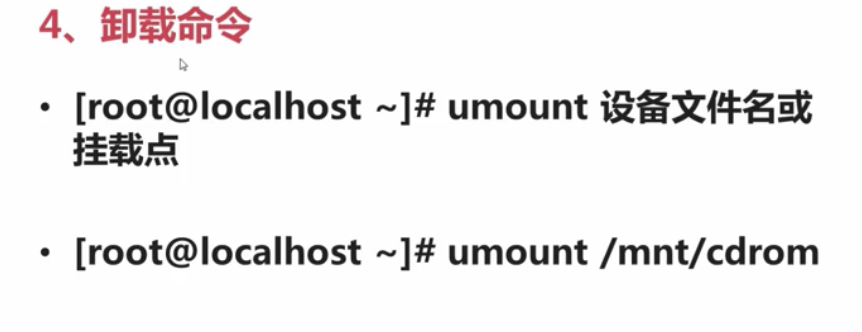 4、卸载命令
• [root@localhost ~]# umount 设备文件名或
挂载点
• [root@localhost ~]# umount /mnt/cdrom